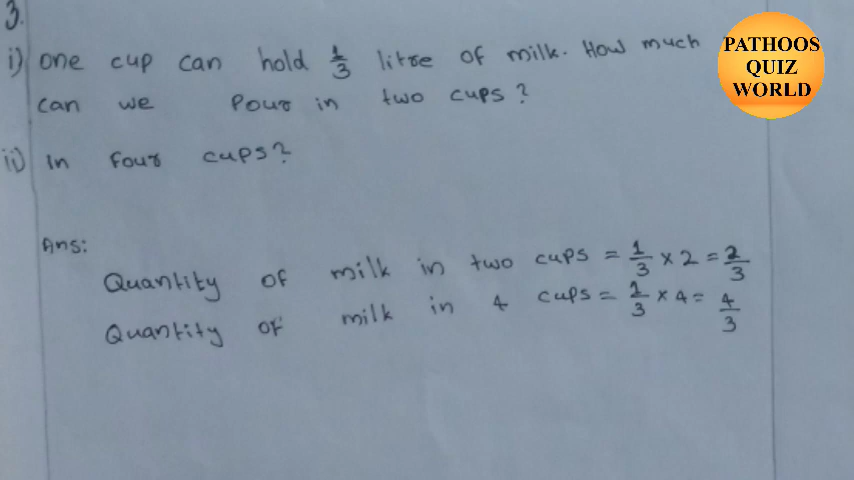 3.
i) one cup can hold 1/3 litre of milk. How much
can we Pour in two cups?
ii) In four cups?
Ans:
Quantity of milk in two cups = 1/3 × 2 = 2/3
Quantity of milk in 4 cups = 1/3 × 4 = 4/3
PATHOOS
QUIZ
WORLD